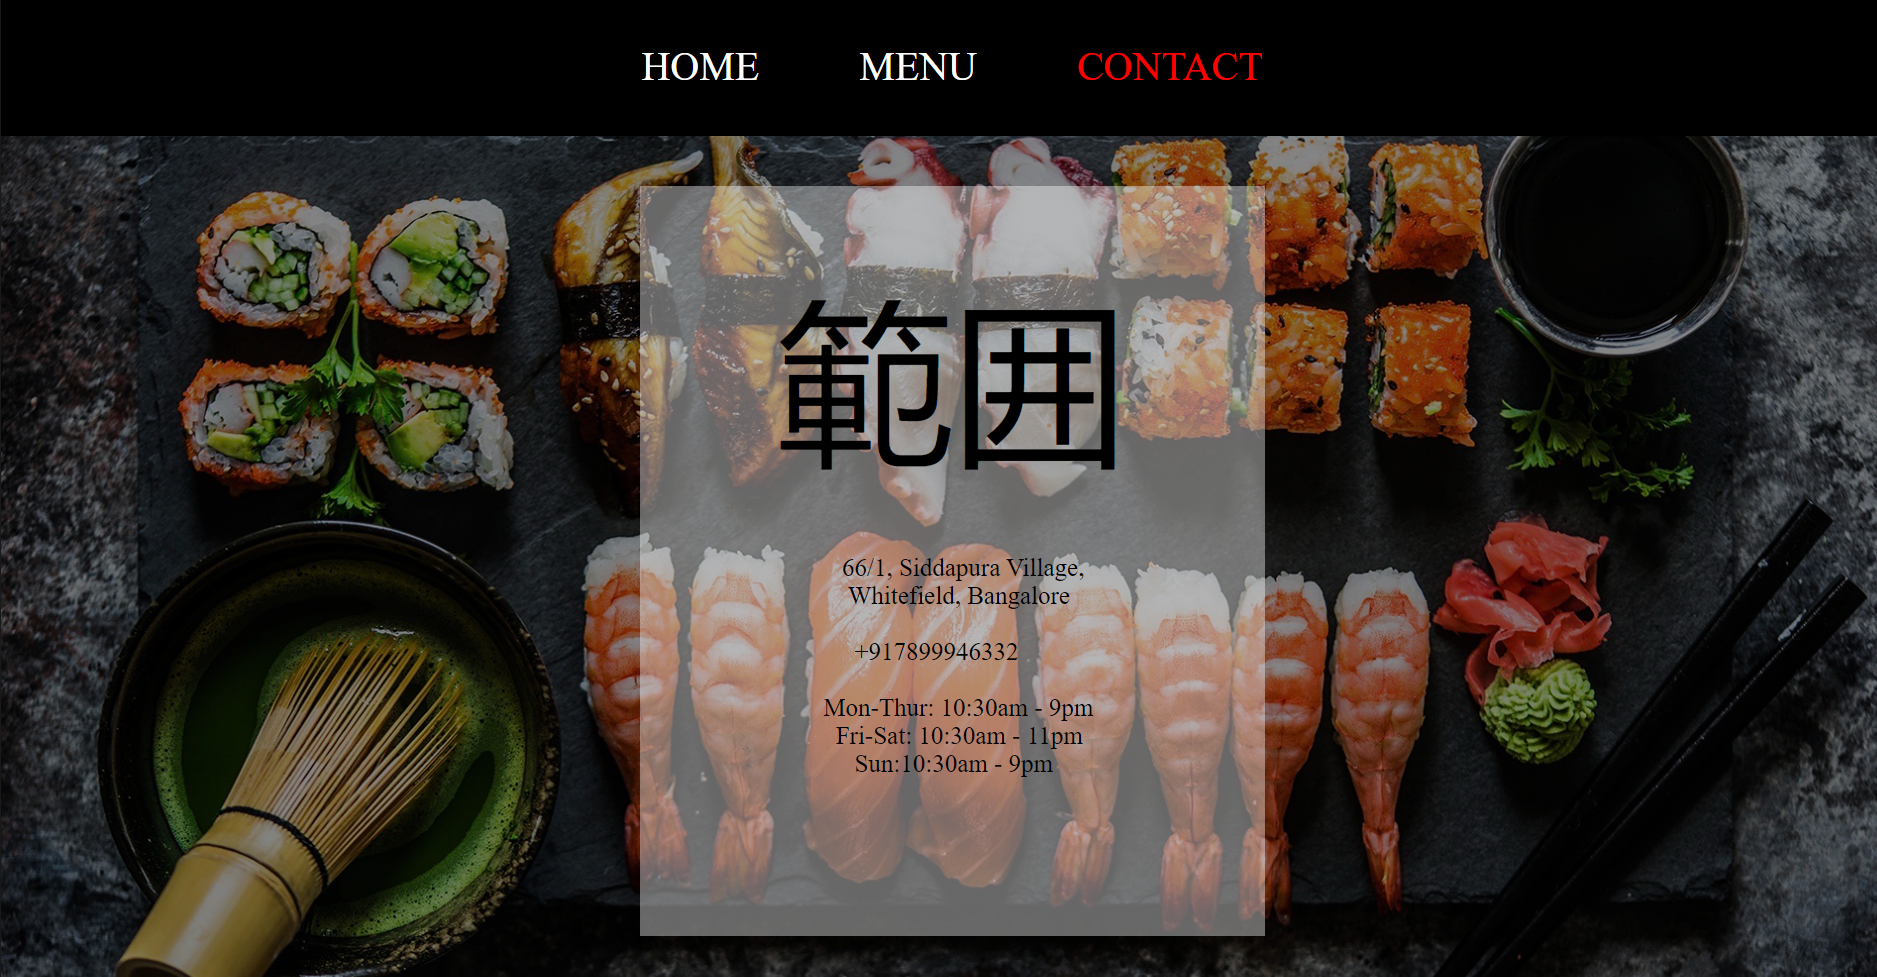 HOME MENU CONTACT
範囲
66/1, Siddapura Village,
Whitefield, Bangalore
+917899946332
Mon-Thur: 10:30am - 9pm
Fri-Sat: 10:30am - 11pm
Sun:10:30am - 9pm